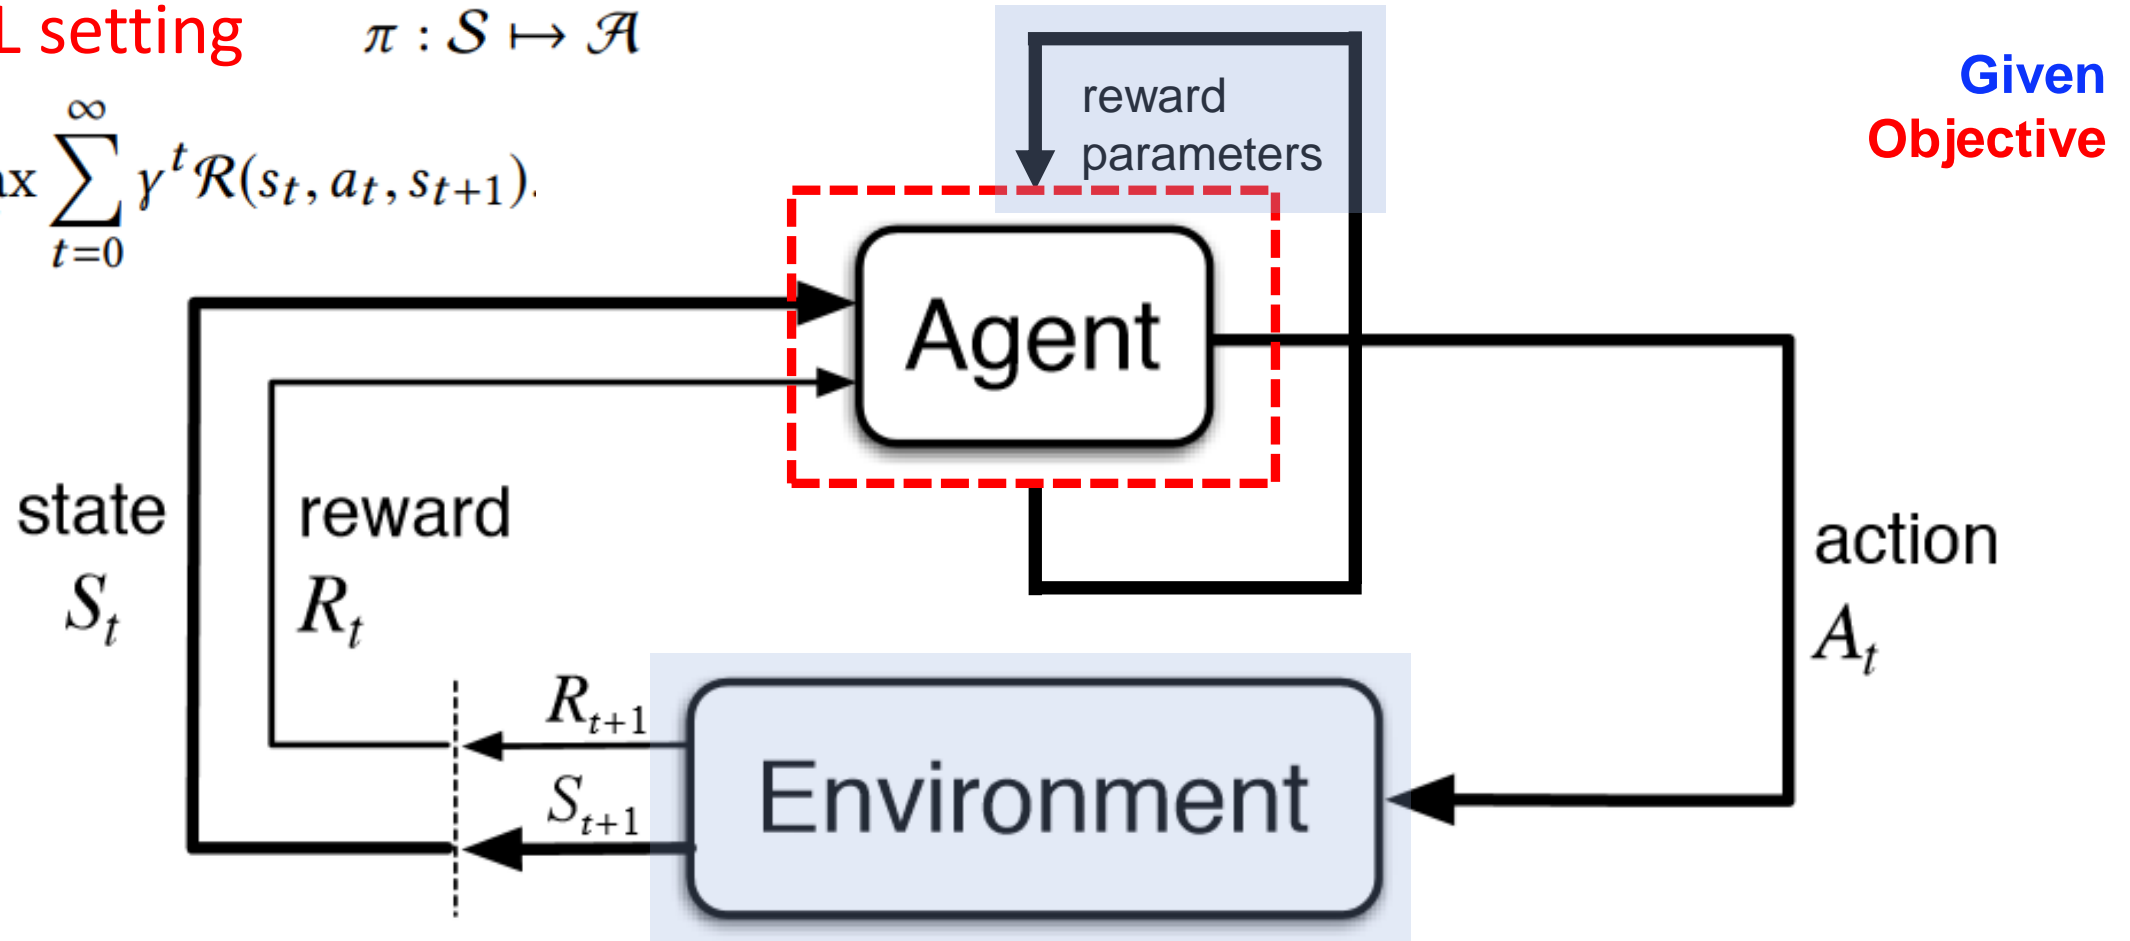 L setting
π : S ↦ A
ax ∑_{t=0}^{∞} γ^t R(s_t, a_t, s_{t+1}).
Given
Objective
reward
parameters
Agent
state
S_t
reward
R_t
action
A_t
R_{t+1}
S_{t+1}
Environment